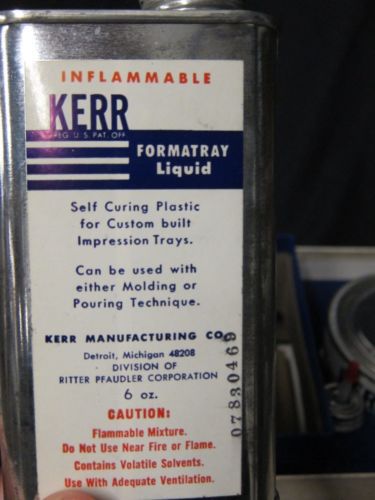 INFLAMMABLE
KERR
REG. U.S. PAT. OFF.
FORMATRAY
Liquid
Self Curing Plastic
for Custom built
Impression Trays.
Can be used with
either Molding or
Pouring Technique.
KERR MANUFACTURING CO.
Detroit, Michigan 48208
DIVISION OF
RITTER PFAUDLER CORPORATION
6 oz.
CAUTION:
Flammable Mixture.
Do Not Use Near Fire or Flame.
Contains Volatile Solvents.
Use With Adequate Ventilation.
07830469